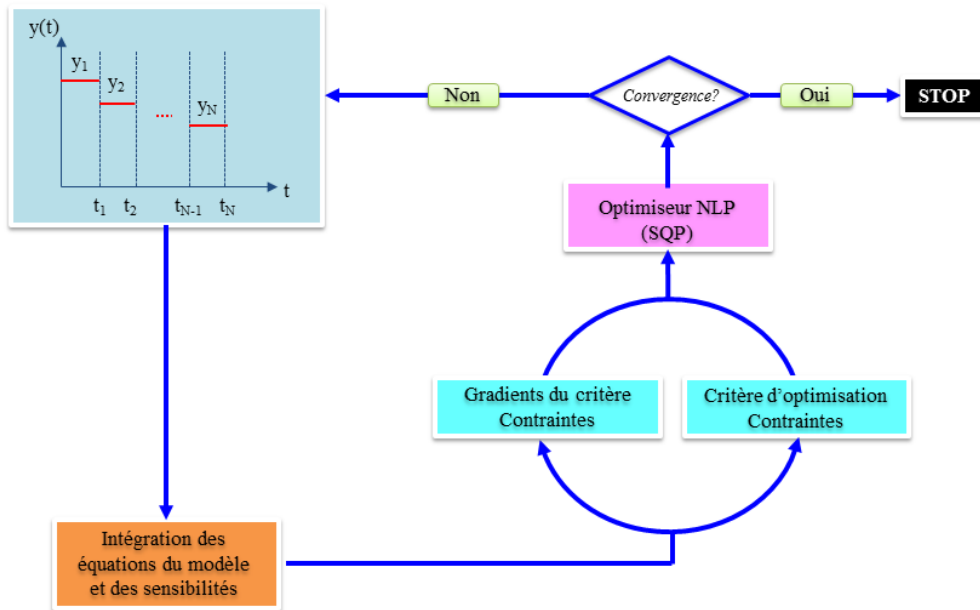 y(t)
y1
y2
....
yN
t
t1 t2 tN-1 tN
Non
Convergence?
Oui
STOP
Optimiseur NLP
(SQP)
Gradients du critère
Contraintes
Critère d'optimisation
Contraintes
Intégration des
équations du modèle
et des sensibilités